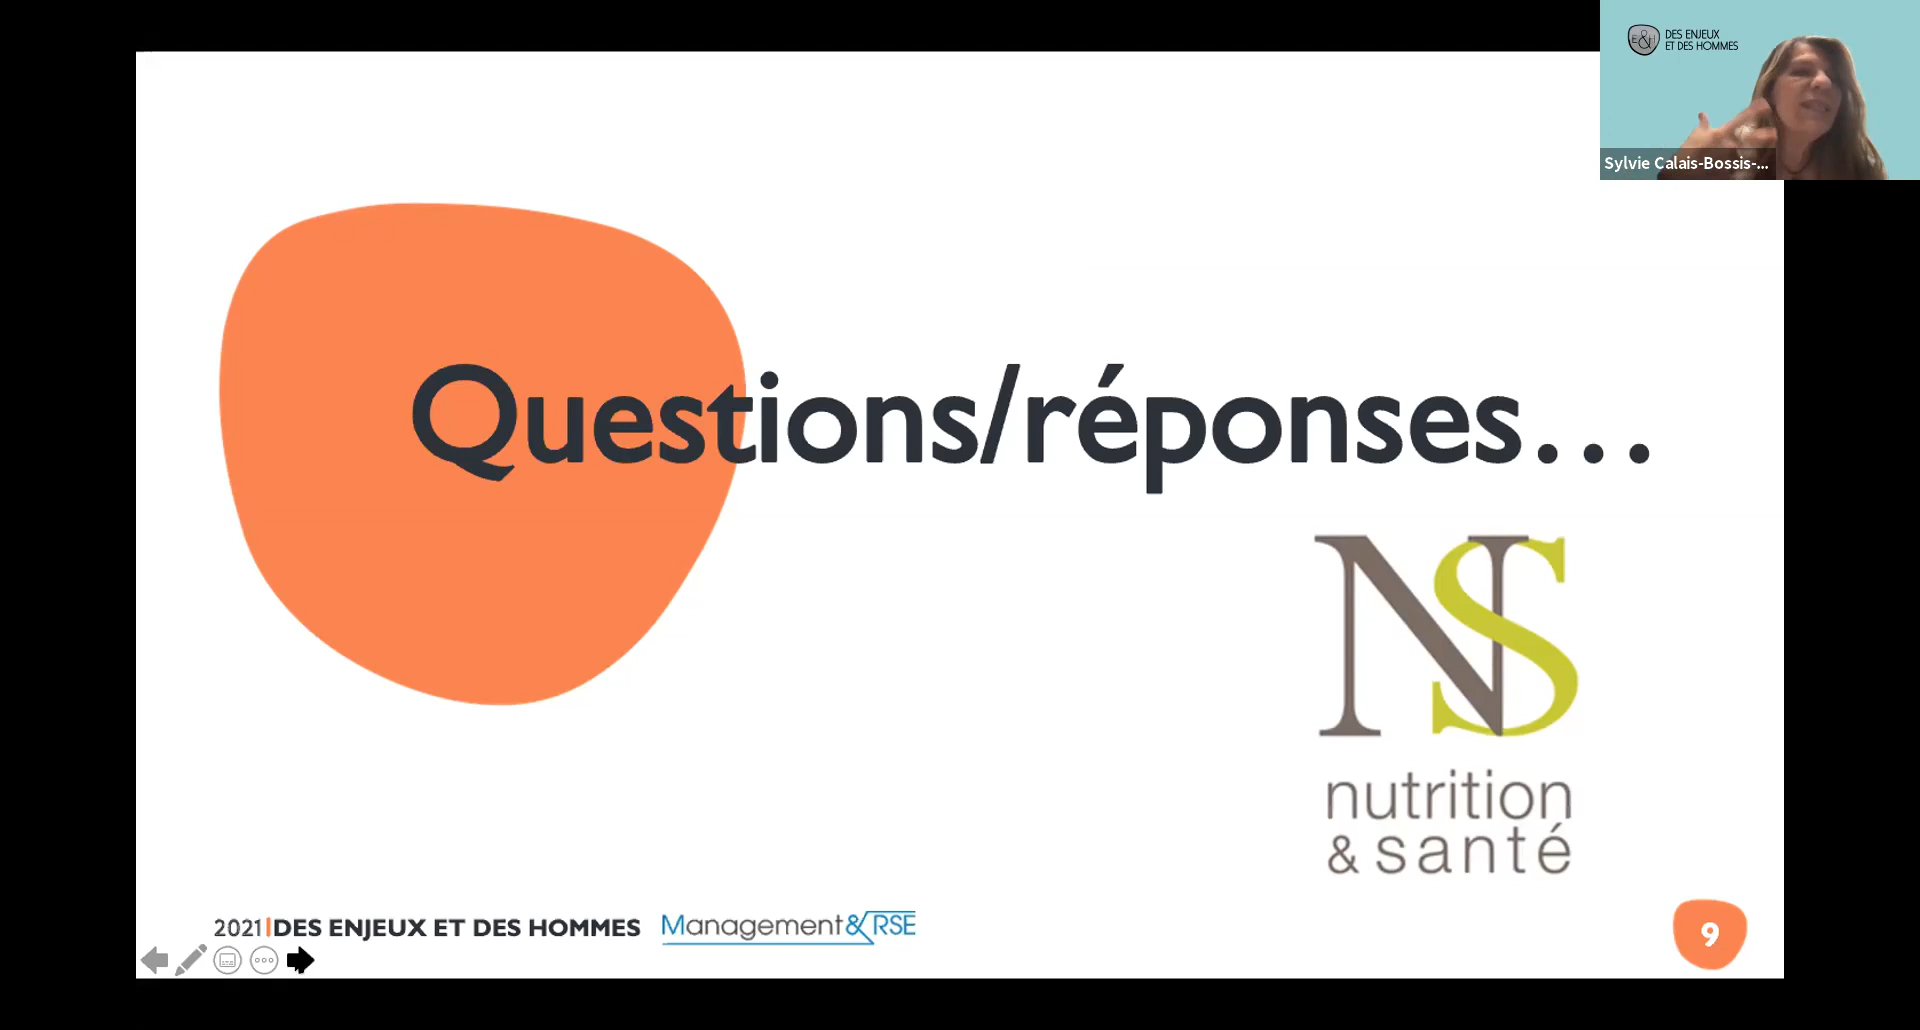 E&H DES ENJEUX
ET DES HOMMES
Sylvie Calais-Bossis-...
Questions/réponses...
NS
nutrition
& santé
2021 | DES ENJEUX ET DES HOMMES Management&RSE
9